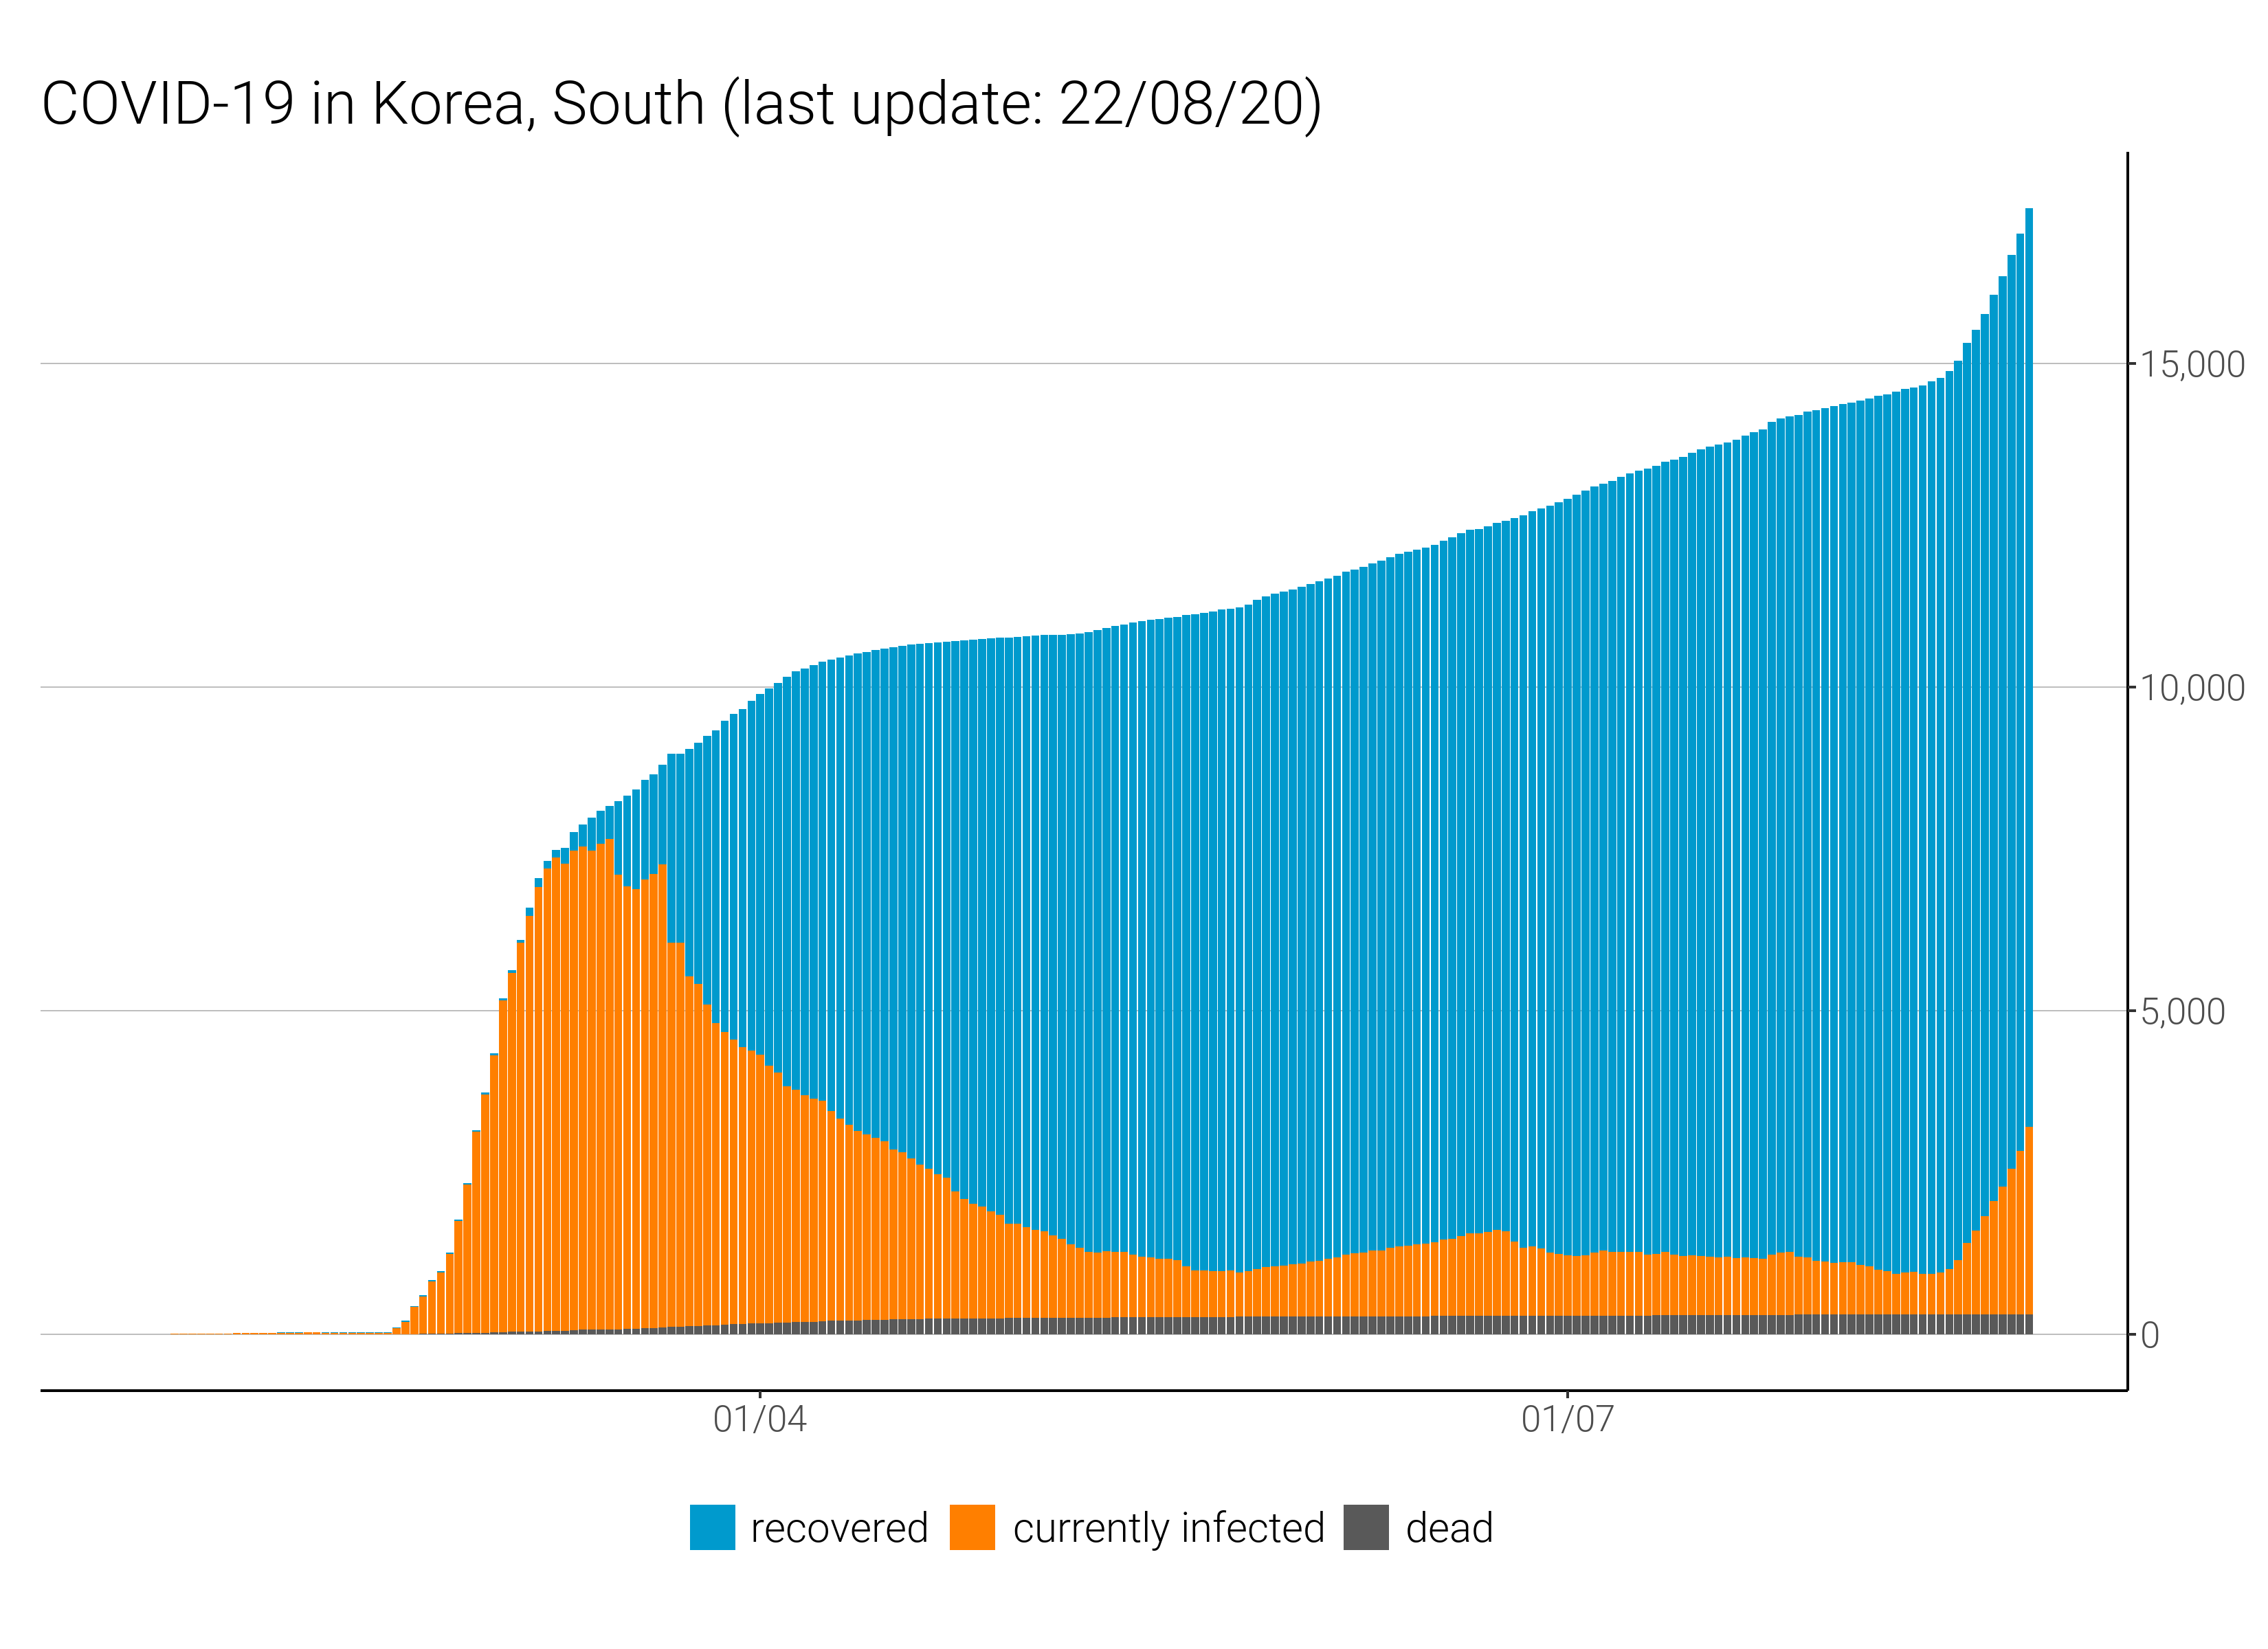 COVID-19 in Korea, South (last update: 22/08/20)
15,000
10,000
5,000
0
01/04 01/07
recovered currently infected dead